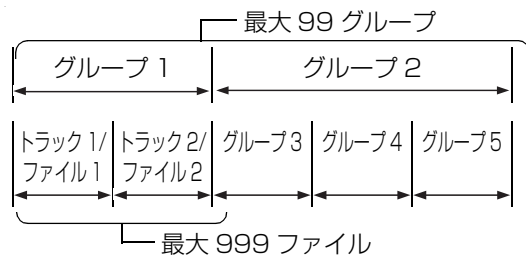 最大 99 グループ
グループ 1
グループ 2
トラック 1/
ファイル 1
トラック 2/
ファイル 2
グループ 3
グループ 4
グループ 5
最大 999 ファイル